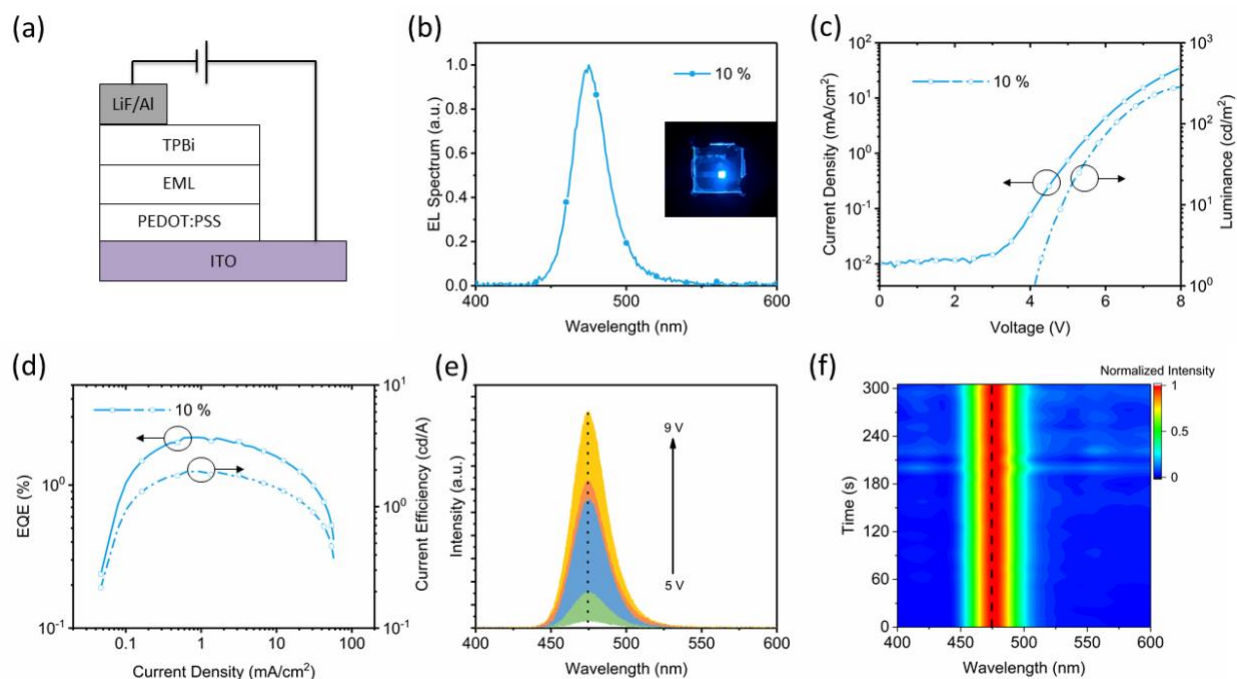 (a)
LiF/Al
TPBi
EML
PEDOT:PSS
ITO
(b)
EL Spectrum (a.u.)
1.0
0.8
0.6
0.4
0.2
0.0
10 %
400
500
600
Wavelength (nm)
(c)
Current Density (mA/cm²)
10²
10¹
10⁰
10⁻¹
10⁻²
10 %
10³
10²
10¹
10⁰
Luminance (cd/m²)
0
2
4
6
8
Voltage (V)
(d)
EQE (%)
10⁰
10⁻¹
10 %
10¹
10⁰
10⁻¹
Current Efficiency (cd/A)
0.1
1
10
100
Current Density (mA/cm²)
(e)
Intensity (a.u.)
9 V
5 V
400
450
500
550
600
Wavelength (nm)
(f)
Normalized Intensity
1
0.5
0
Time (s)
300
240
180
120
60
0
400
450
500
550
600
Wavelength (nm)